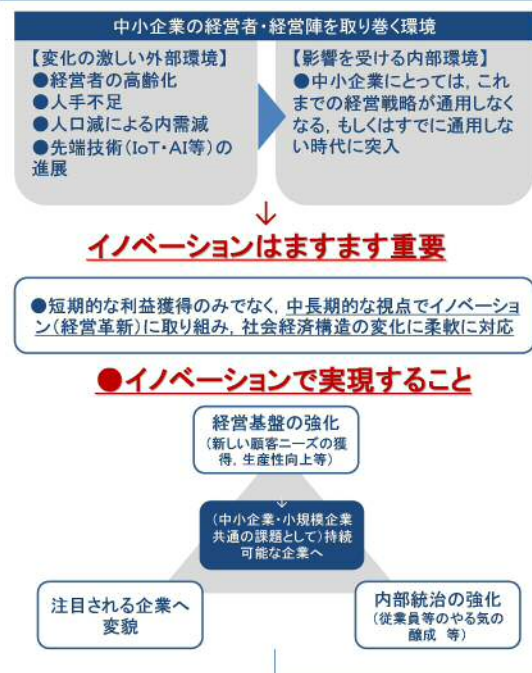 中小企業の経営者・経営陣を取り巻く環境
【変化の激しい外部環境】
●経営者の高齢化
●人手不足
●人口減による内需減
●先端技術(IoT・AI等)の
進展
【影響を受ける内部環境】
●中小企業にとっては,これ
までの経営戦略が通用しなく
なる,もしくはすでに通用しな
い時代に突入
↓
イノベーションはますます重要
●短期的な利益獲得のみでなく,中長期的な視点でイノベーショ
ン(経営革新)に取り組み,社会経済構造の変化に柔軟に対応
●イノベーションで実現すること
経営基盤の強化
(新しい顧客ニーズの獲
得,生産性向上等)
↓
(中小企業・小規模企業
共通の課題として)持続
可能な企業へ
注目される企業へ
変貌
内部統治の強化
(従業員等のやる気の
醸成 等)